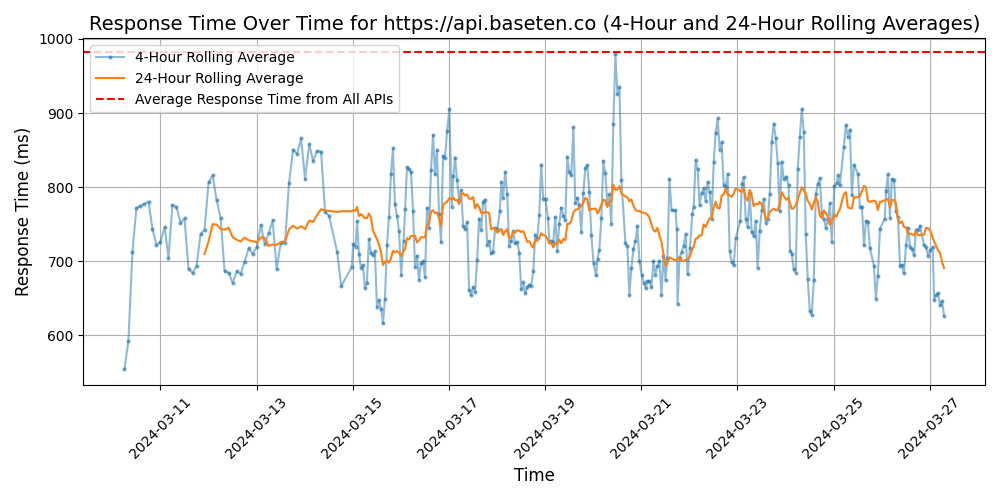 Response Time Over Time for https://api.baseten.co (4-Hour and 24-Hour Rolling Averages)
4-Hour Rolling Average
24-Hour Rolling Average
Average Response Time from All APIs
Response Time (ms)
1000
900
800
700
600
2024-03-11
2024-03-13
2024-03-15
2024-03-17
2024-03-19
2024-03-21
2024-03-23
2024-03-25
2024-03-27
Time